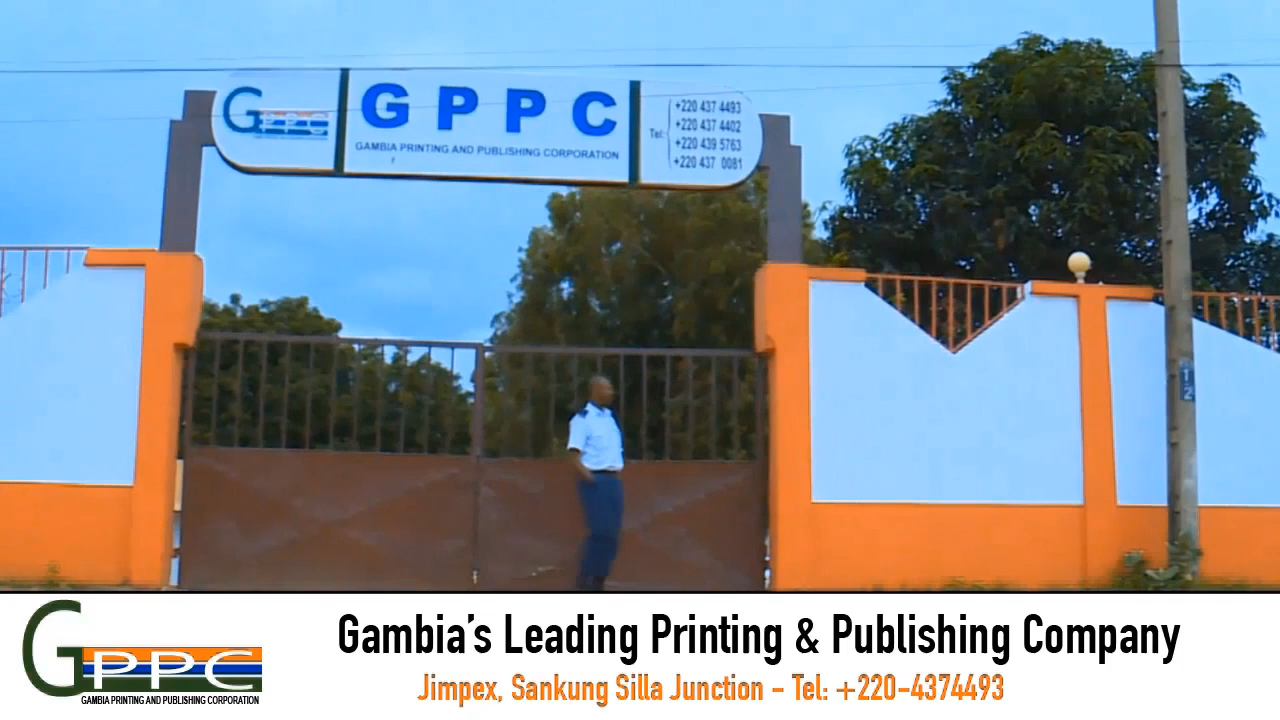 GPPC
G P P C
GAMBIA PRINTING AND PUBLISHING CORPORATION
Tel:
+220 437 4493
+220 437 4402
+220 439 5763
+220 437 0081
12
GPPC
GAMBIA PRINTING AND PUBLISHING CORPORATION
Gambia's Leading Printing & Publishing Company
Jimpex, Sankung Silla Junction - Tel: +220-4374493